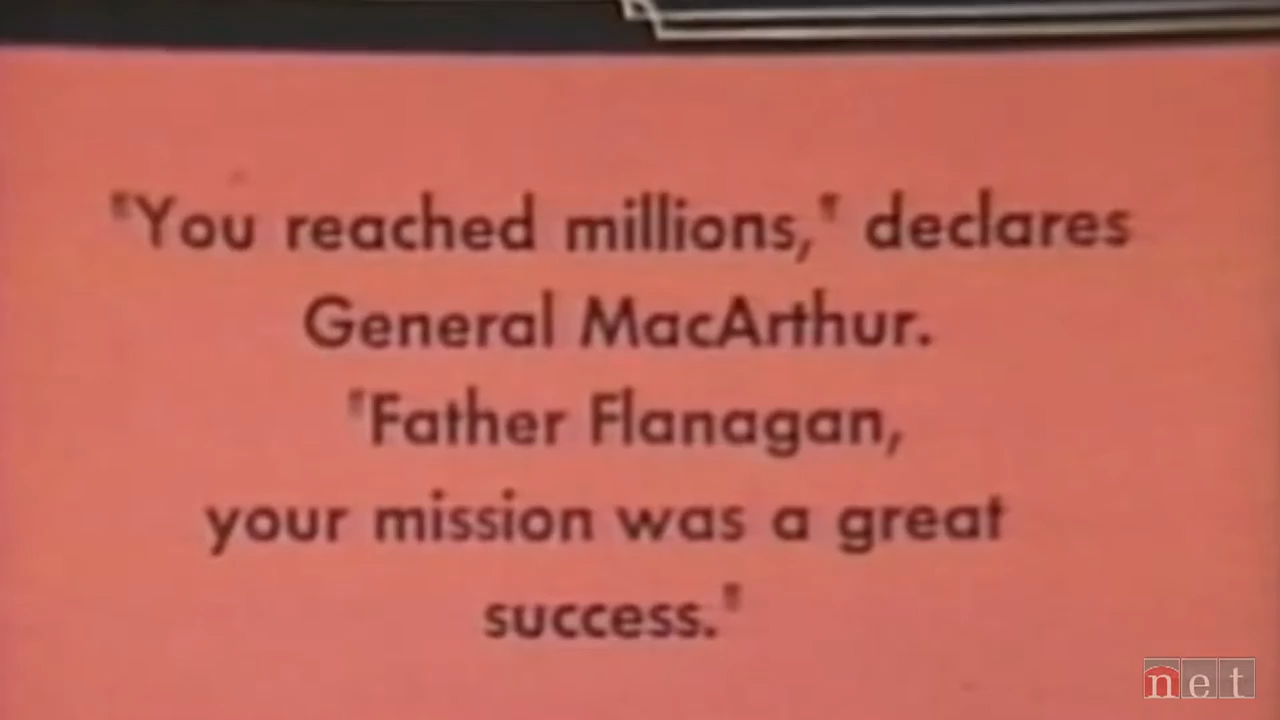 "You reached millions," declares
General MacArthur.
"Father Flanagan,
your mission was a great
success."
net